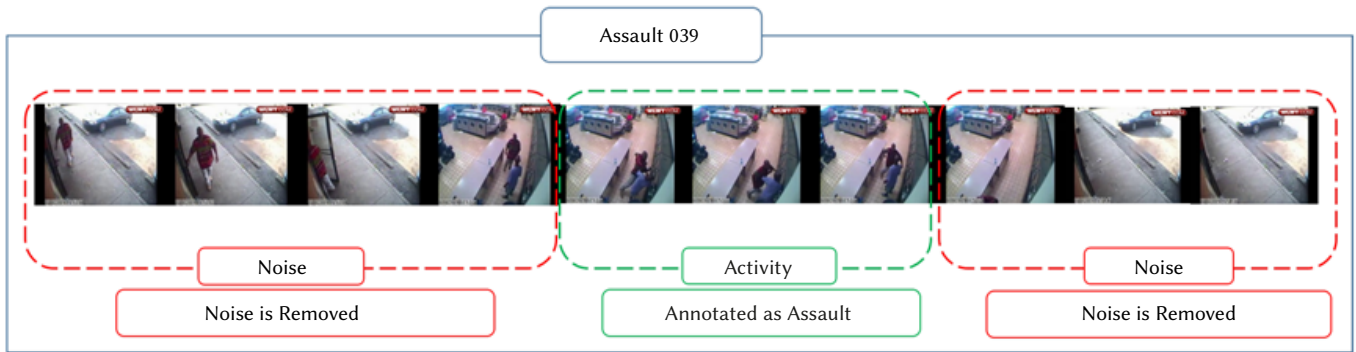 Assault 039
Noise
Activity
Noise
Noise is Removed
Annotated as Assault
Noise is Removed